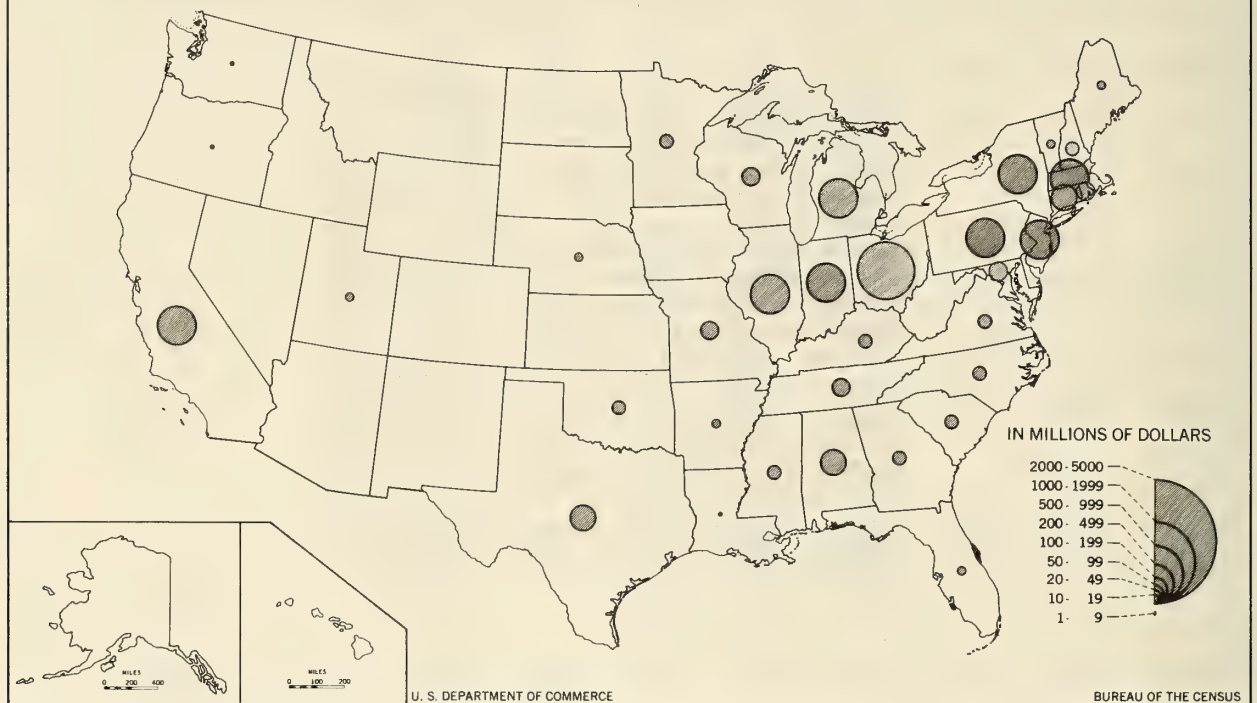 IN MILLIONS OF DOLLARS
2000 - 5000
1000 - 1999
500 - 999
200 - 499
100 - 199
50 - 99
20 - 49
10 - 19
1 - 9
MILES
0 200 400
MILES
0 100 200
U. S. DEPARTMENT OF COMMERCE
BUREAU OF THE CENSUS